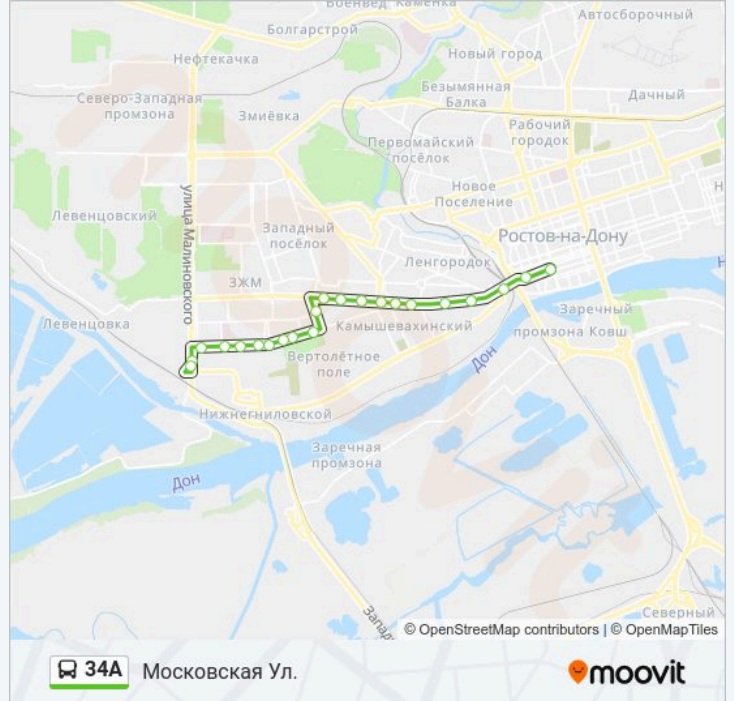 Военвед
Каменка
Болгарстрой
Автосборочный
Нефтекачка
Новый город
Северо-Западная
промзона
Змиёвка
Безымянная
Балка
Дачный
Рабочий
городок
Первомайский
посёлок
Новое
Поселение
Левенцовский
улица Малиновского
Западный
посёлок
Ростов-на-Дону
Ленгородок
ЗЖМ
Левенцовка
Камышевахинский
Заречный
промзона Ковш
Вертолётное
поле
Дон
Нижнегниловской
Заречная
промзона
Дон
Северный
Запад
© OpenStreetMap contributors | © OpenMapTiles
34А Московская Ул.
moovit